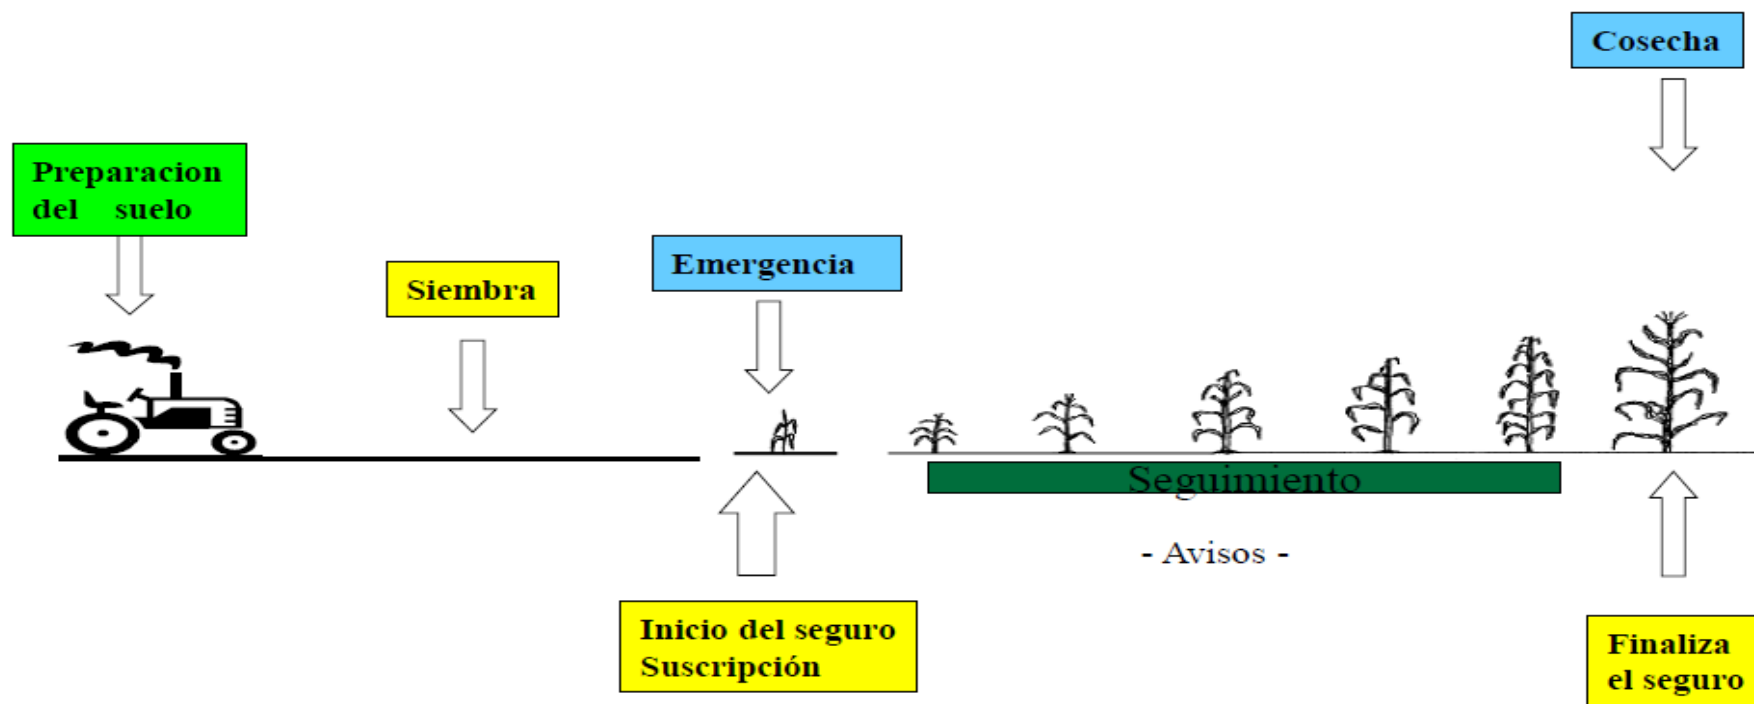 Cosecha
Preparacion
del suelo
Emergencia
Siembra
Seguimiento
- Avisos -
Inicio del seguro
Suscripción
Finaliza
el seguro